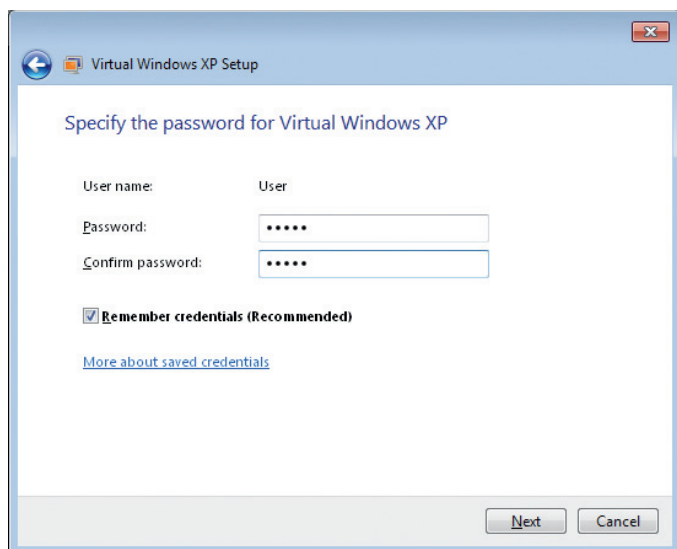 Virtual Windows XP Setup
Specify the password for Virtual Windows XP
User name: User
Password: •••••
Confirm password: •••••
Remember credentials (Recommended)
More about saved credentials
Next Cancel